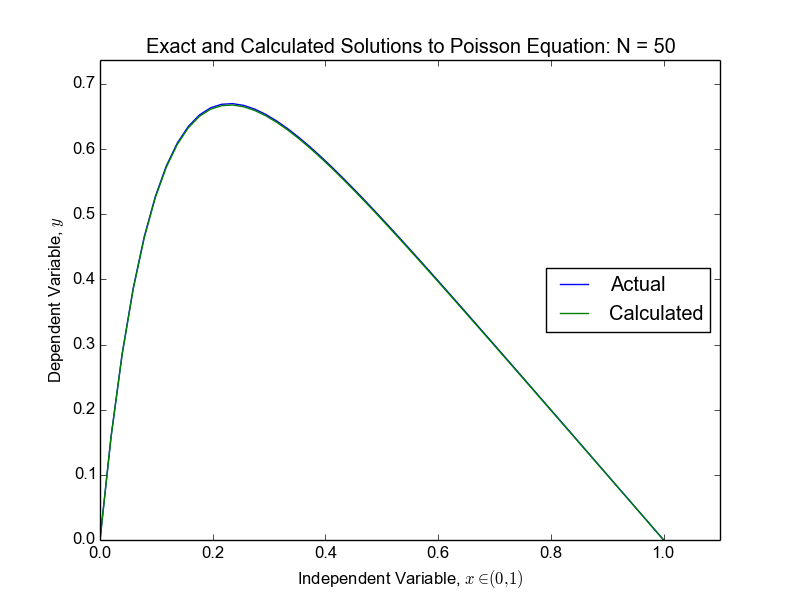 Exact and Calculated Solutions to Poisson Equation: N = 50
0.7
0.6
0.5
0.4
0.3
0.2
0.1
0.0
Dependent Variable, y
Actual
Calculated
0.0 0.2 0.4 0.6 0.8 1.0
Independent Variable, x ∈(0,1)